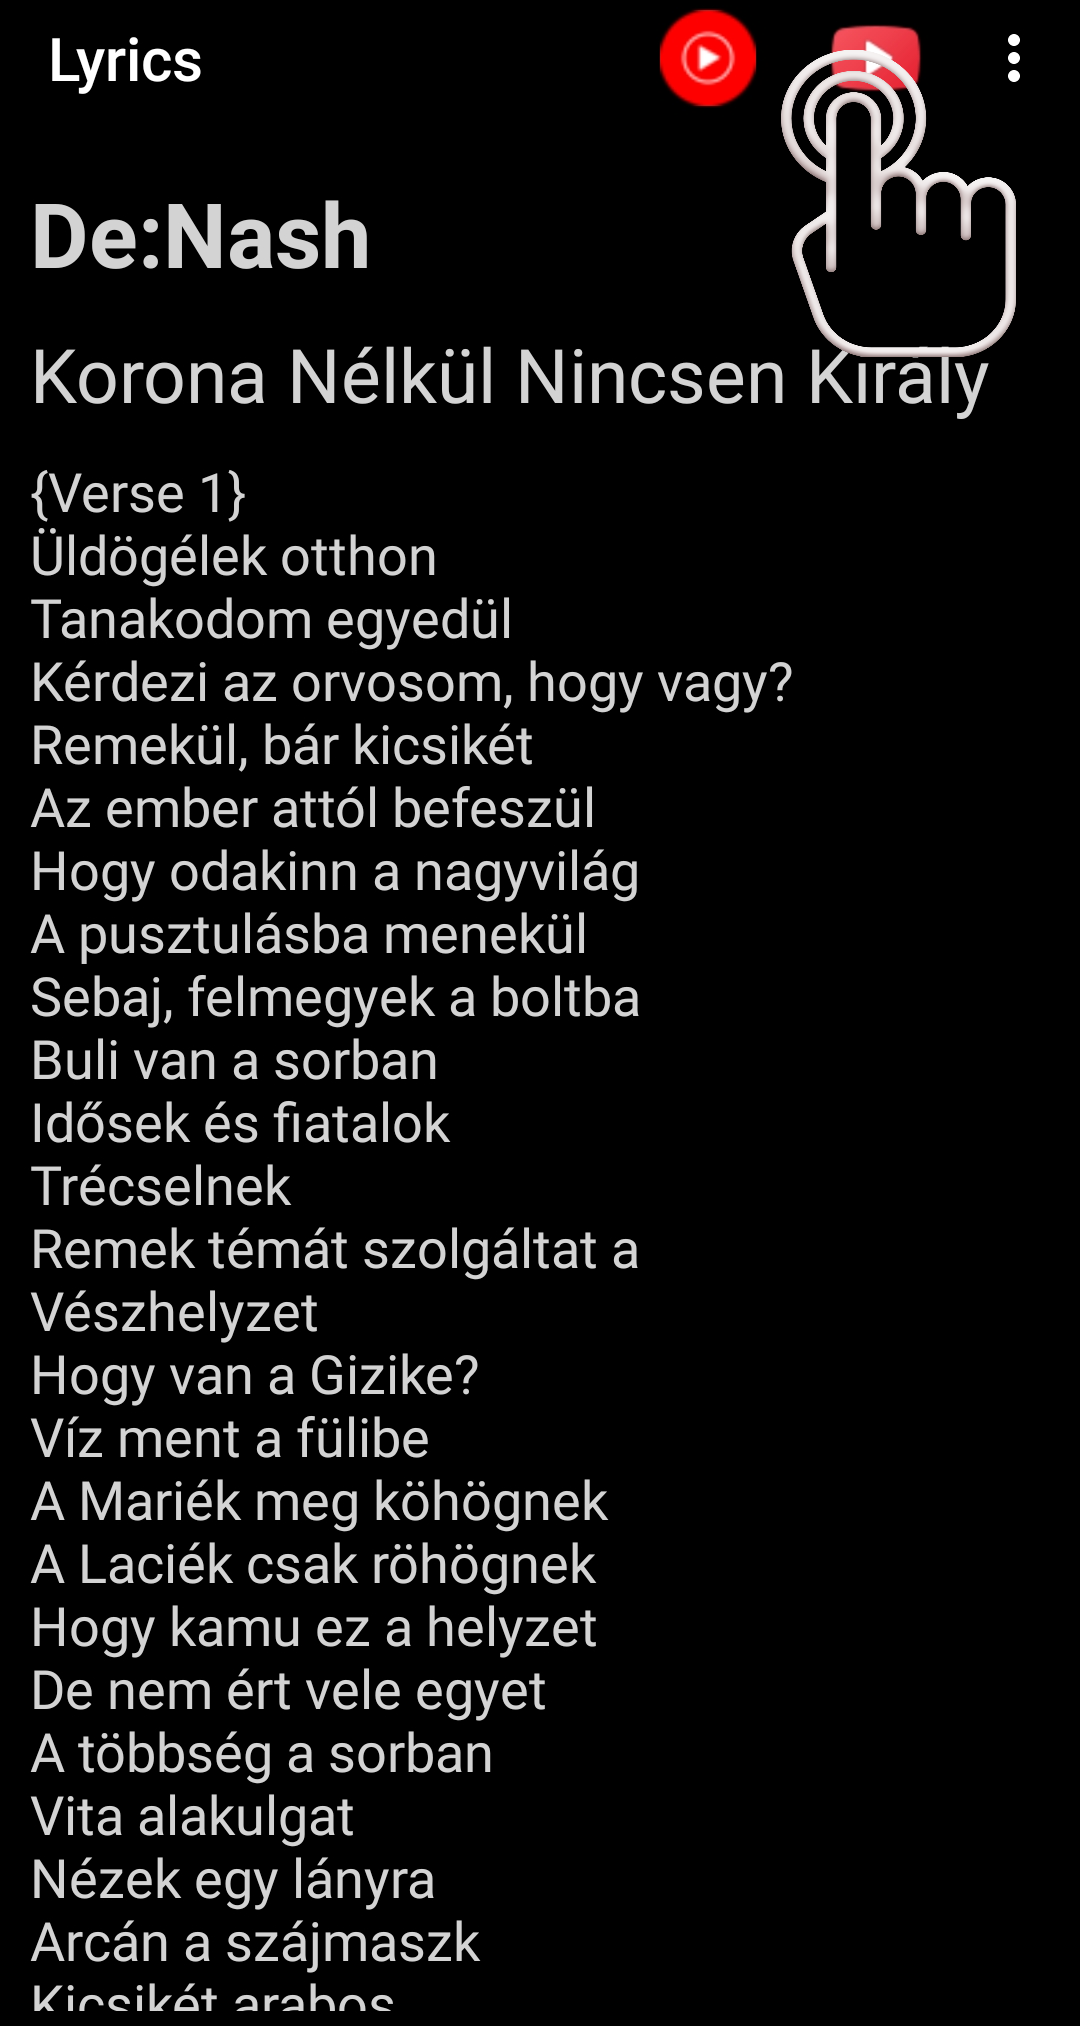 Lyrics
De:Nash
Korona Nélkül Nincsen Király
{Verse 1}
Üldögélek otthon
Tanakodom egyedül
Kérdezi az orvosom, hogy vagy?
Remekül, bár kicsikét
Az ember attól befeszül
Hogy odakinn a nagyvilág
A pusztulásba menekül
Sebaj, felmegyek a boltba
Buli van a sorban
Idősek és fiatalok
Trécselnek
Remek témát szolgáltat a
Vészhelyzet
Hogy van a Gizike?
Víz ment a fülibe
A Mariék meg köhögnek
A Laciék csak röhögnek
Hogy kamu ez a helyzet
De nem ért vele egyet
A többség a sorban
Vita alakulgat
Nézek egy lányra
Arcán a szájmaszk
Kicsikét arabos